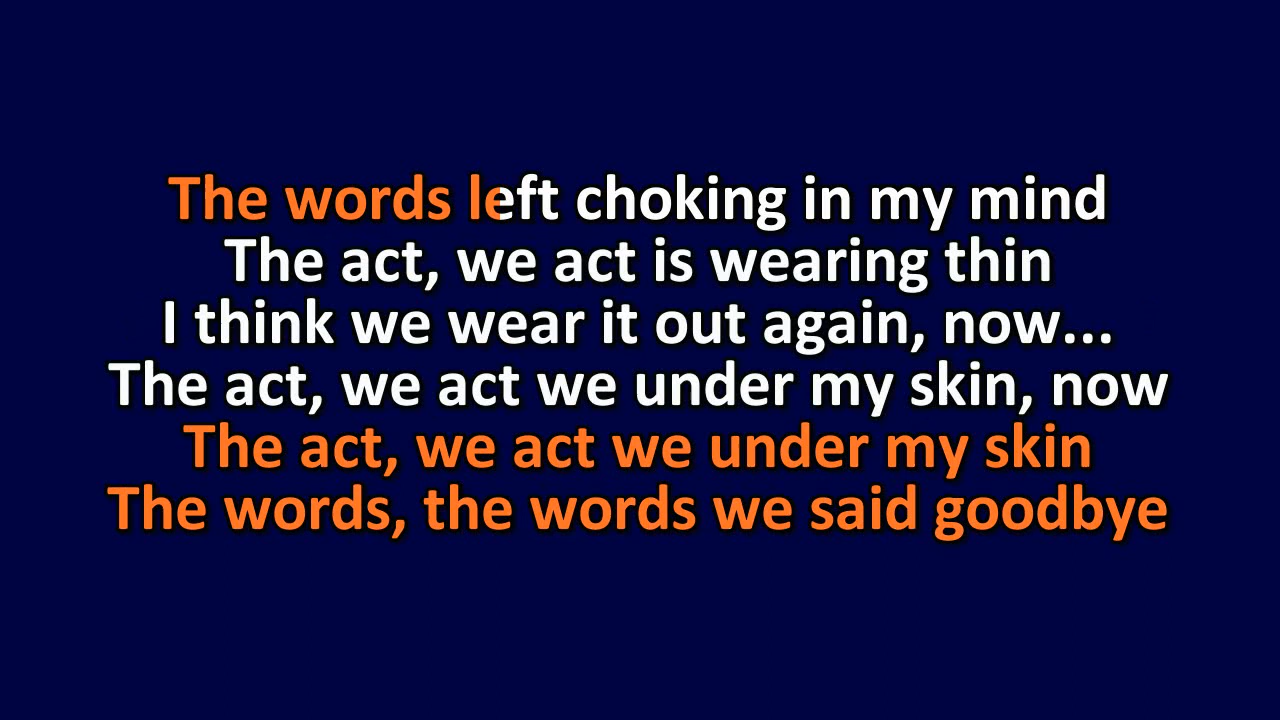 The words left choking in my mind
The act, we act is wearing thin
I think we wear it out again, now...
The act, we act we under my skin, now
The act, we act we under my skin
The words, the words we said goodbye